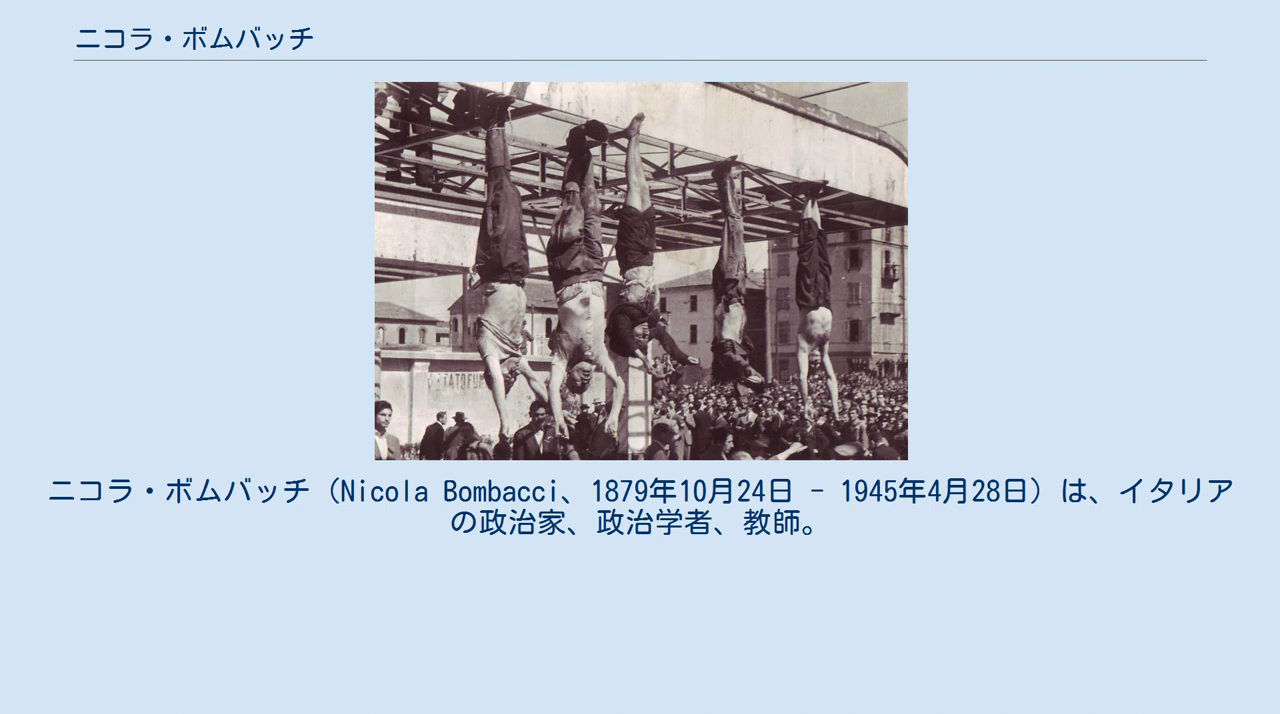 ニコラ・ボムバッチ
ニコラ・ボムバッチ（Nicola Bombacci、1879年10月24日 - 1945年4月28日）は、イタリア
の政治家、政治学者、教師。